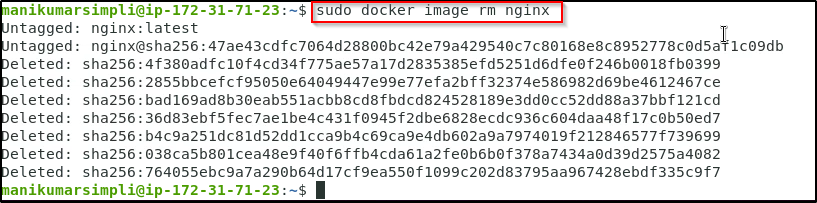 manikumarsimpli@ip-172-31-71-23:~$ sudo docker image rm nginx
Untagged: nginx:latest
Untagged: nginx@sha256:47ae43cdfc7064d28800bc42e79a429540c7c80168e8c8952778c0d5af1c09db
Deleted: sha256:4f380adfc10f4cd34f775ae57a17d2835385efd5251d6dfe0f246b0018fb0399
Deleted: sha256:2855bbcefcf95050e64049447e99e77efa2bff32374e586982d69be4612467ce
Deleted: sha256:bad169ad8b30eab551acbb8cd8fbdcd824528189e3dd0cc52dd88a37bbf121cd
Deleted: sha256:36d83ebf5fec7ae1be4c431f0945f2dbe6828ecdc936c604daa48f17c0b50ed7
Deleted: sha256:b4c9a251dc81d52dd1cca9b4c69ca9e4db602a9a7974019f212846577f739699
Deleted: sha256:038ca5b801cea48e9f40f6ffb4cda61a2fe0b6b0f378a7434a0d39d2575a4082
Deleted: sha256:764055ebc9a7a290b64d17cf9ea550f1099c202d83795aa967428ebdf335c9f7
manikumarsimpli@ip-172-31-71-23:~$